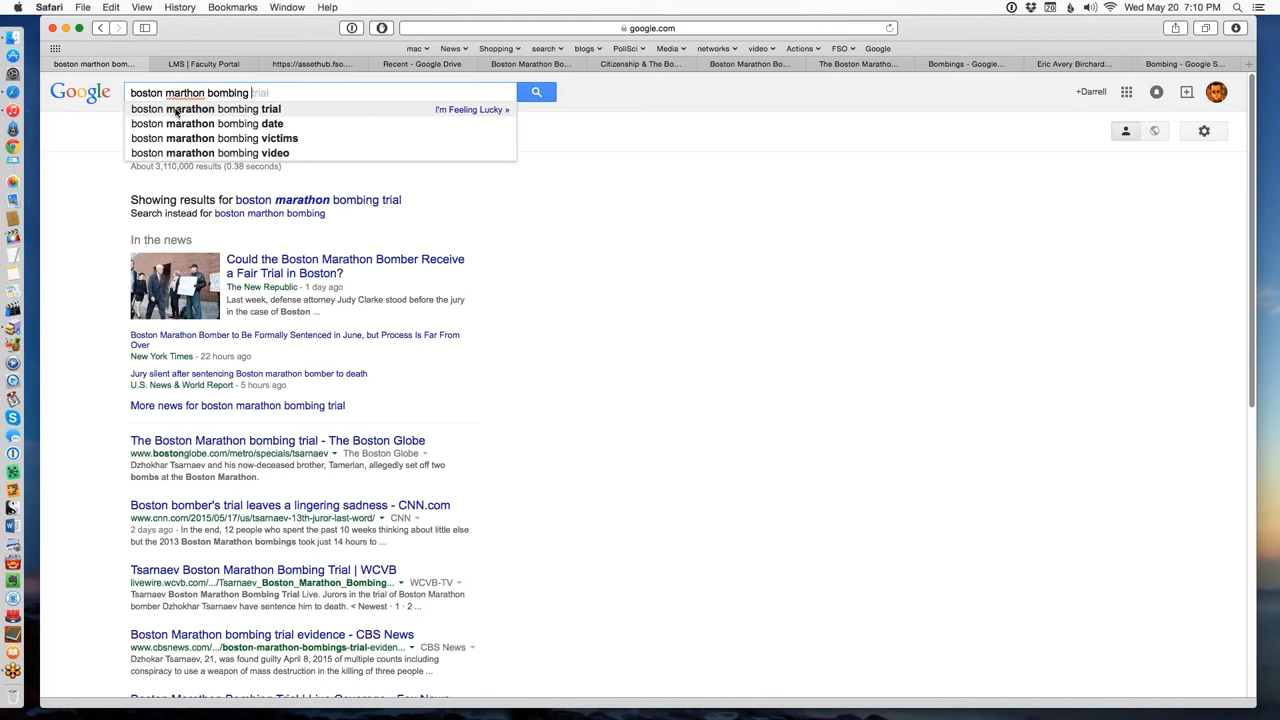 Safari File Edit View History Bookmarks Window Help
Wed May 20 7:10 PM
google.com
mac News Shopping search blogs PoliSci Media networks video Actions FSO Google
boston marthon bom... LMS | Faculty Portal https://assethub.fso.... Recent - Google Drive Boston Marathon Bo... Citizenship & The Bo... Boston Marathon Bo... The Boston Maratho... Bombings - Google... Eric Avery Birchard... Bombing - Google S...
Google
boston marthon bombing trial
+Darrell
boston marathon bombing trial
I'm Feeling Lucky »
boston marathon bombing date
boston marathon bombing victims
boston marathon bombing video
About 3,110,000 results (0.38 seconds)
Showing results for boston marathon bombing trial
Search instead for boston marthon bombing
In the news
Could the Boston Marathon Bomber Receive
a Fair Trial in Boston?
The New Republic - 1 day ago
Last week, defense attorney Judy Clarke stood before the jury
in the case of Boston ...
Boston Marathon Bomber to Be Formally Sentenced in June, but Process Is Far From
Over
New York Times - 22 hours ago
Jury silent after sentencing Boston marathon bomber to death
U.S. News & World Report - 5 hours ago
More news for boston marathon bombing trial
The Boston Marathon bombing trial - The Boston Globe
www.bostonglobe.com/metro/specials/tsarnaev The Boston Globe
Dzhokhar Tsarnaev and his now-deceased brother, Tamerlan, allegedly set off two
bombs at the Boston Marathon.
Boston bomber's trial leaves a lingering sadness - CNN.com
www.cnn.com/2015/05/17/us/tsarnaev-13th-juror-last-word/ CNN
2 days ago - In the end, 12 people who spent the past 10 weeks thinking about little else
but the 2013 Boston Marathon bombings took just 14 hours to ...
Tsarnaev Boston Marathon Bombing Trial | WCVB
livewire.wcvb.com/.../Tsarnaev_Boston_Marathon_Bombing... WCVB-TV
Tsarnaev Boston Marathon Bombing Trial Live. Jurors in the trial of Boston Marathon
bomber Dzhokhar Tsarnaev have sentence him to death. < Newest · 1 · 2 ...
Boston Marathon bombing trial evidence - CBS News
www.cbsnews.com/.../boston-marathon-bombings-trial-eviden... CBS News
Dzhokar Tsarnaev, 21, was found guilty April 8, 2015 of multiple counts including
conspiracy to use a weapon of mass destruction in the killing of three people ...